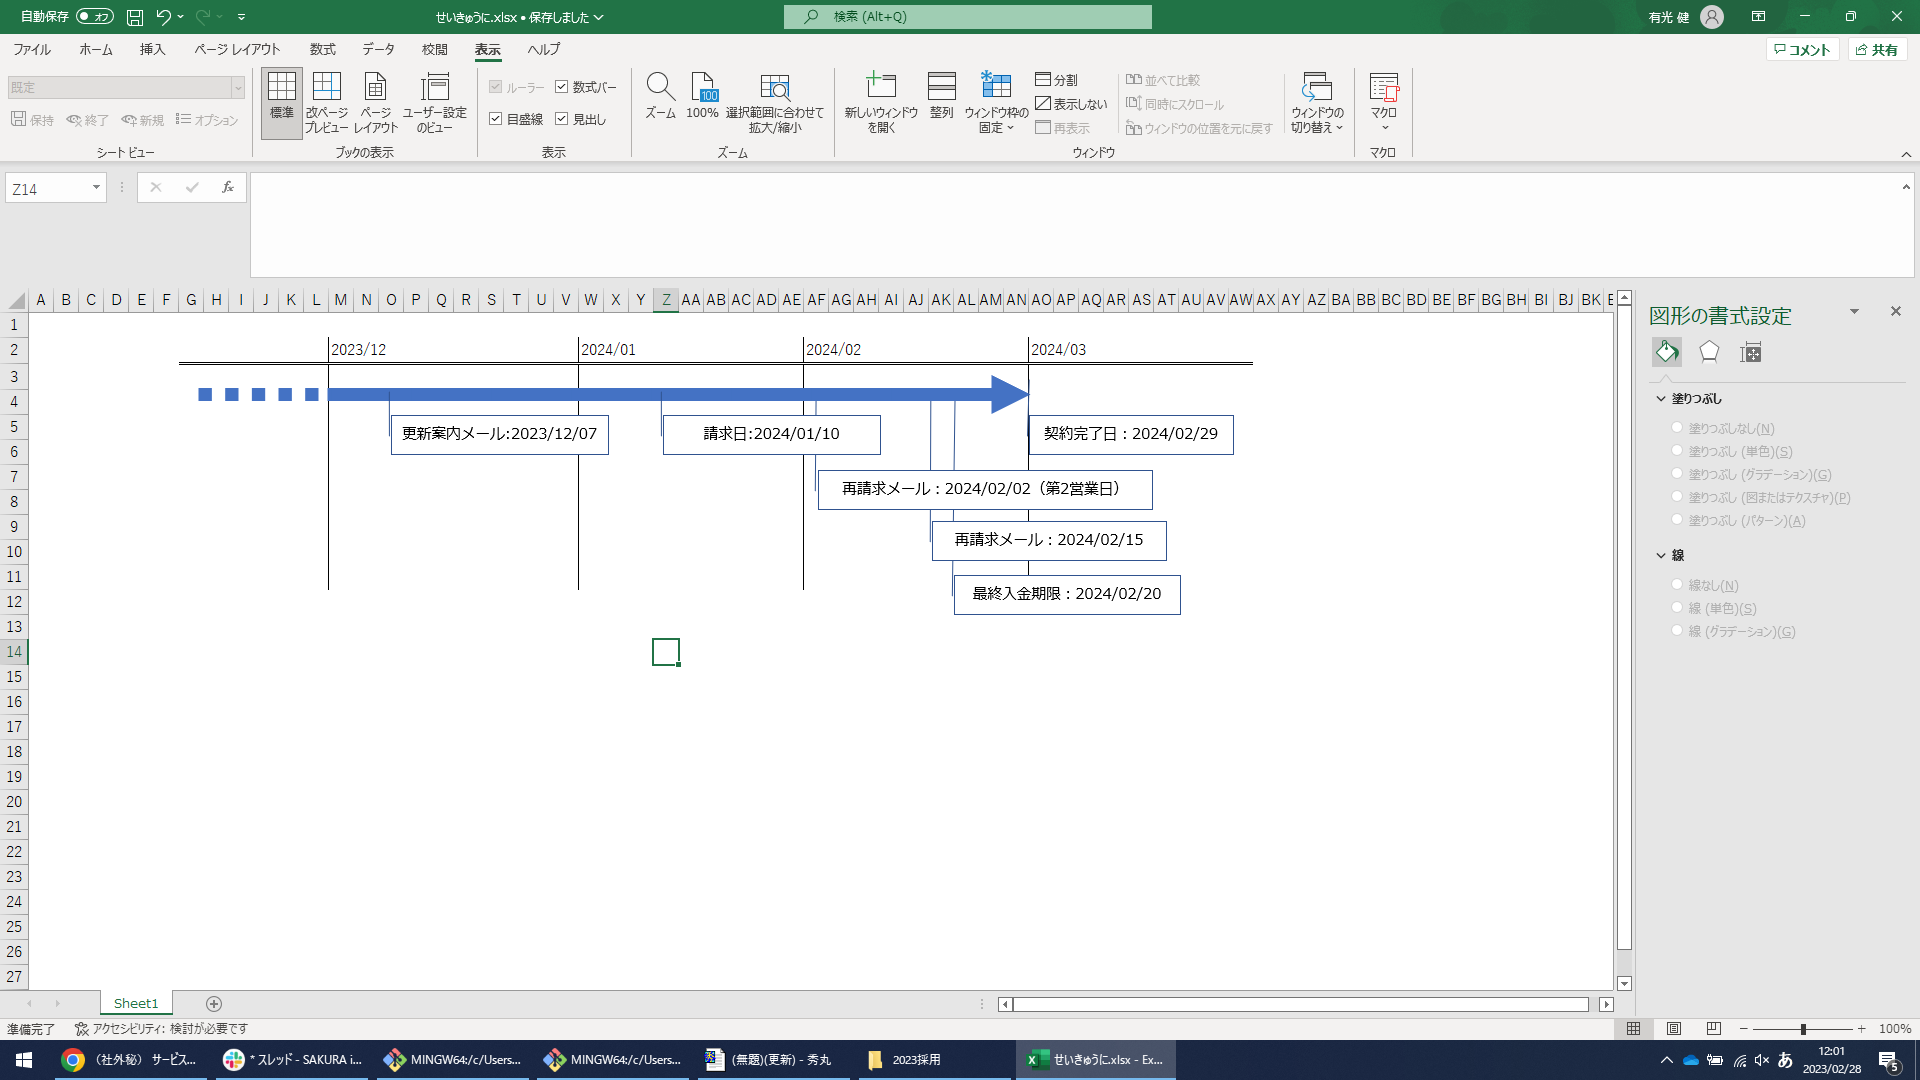 自動保存 オフ せいきゅうに.xlsx • 保存しました 検索 (Alt+Q) 有光 健
ファイル ホーム 挿入 ページ レイアウト 数式 データ 校閲 表示 ヘルプ コメント 共有
既定
保持 終了 新規 オプション
シート ビュー
標準 改ページ プレビュー ページ レイアウト ユーザー設定 のビュー
ブックの表示
ルーラー 数式バー
目盛線 見出し
表示
ズーム 100% 選択範囲に合わせて 拡大/縮小
ズーム
新しいウィンドウ を開く 整列 ウィンドウ枠の 固定
分割
表示しない
再表示
並べて比較
同時にスクロール
ウィンドウの位置を元に戻す
ウィンドウの 切り替え
ウィンドウ
マクロ
マクロ
Z14 fx
A B C D E F G H I J K L M N O P Q R S T U V W X Y Z AA AB AC AD AE AF AG AH AI AJ AK AL AM AN AO AP AQ AR AS AT AU AV AW AX AY AZ BA BB BC BD BE BF BG BH BI BJ BK
1
2
3
4
5
6
7
8
9
10
11
12
13
14
15
16
17
18
19
20
21
22
23
24
25
26
27
2023/12 2024/01 2024/02 2024/03
更新案内メール:2023/12/07 請求日:2024/01/10 契約完了日：2024/02/29
再請求メール：2024/02/02（第2営業日）
再請求メール：2024/02/15
最終入金期限：2024/02/20
図形の書式設定
塗りつぶし
塗りつぶしなし(N)
塗りつぶし (単色)(S)
塗りつぶし (グラデーション)(G)
塗りつぶし (図またはテクスチャ)(P)
塗りつぶし (パターン)(A)
線
線なし(N)
線 (単色)(S)
線 (グラデーション)(G)
Sheet1
準備完了 アクセシビリティ: 検討が必要です 100%
（社外秘） サービス... * スレッド - SAKURA i... MINGW64:/c/Users... MINGW64:/c/Users... (無題)(更新) - 秀丸 2023採用 せいきゅうに.xlsx - Ex... あ 12:01
2023/02/28 5